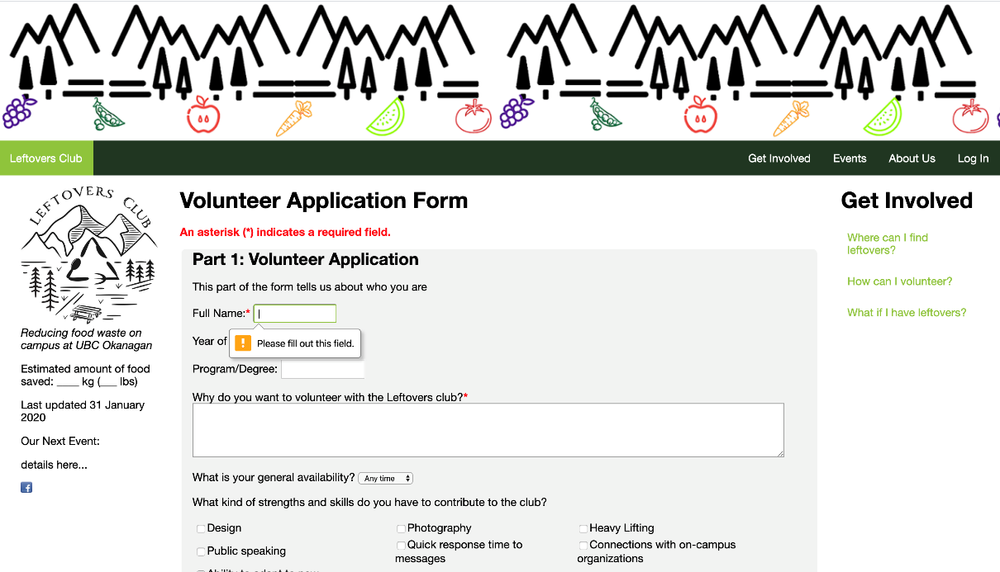 Leftovers Club
Get Involved
Events
About Us
Log In
LEFTOVERS CLUB
Reducing food waste on
campus at UBC Okanagan
Estimated amount of food
saved: ____ kg (___ lbs)
Last updated 31 January
2020
Our Next Event:
details here...
f
Volunteer Application Form
An asterisk (*) indicates a required field.
Part 1: Volunteer Application
This part of the form tells us about who you are
Full Name:*
Year of
! Please fill out this field.
Program/Degree:
Why do you want to volunteer with the Leftovers club?*
What is your general availability? Any time
What kind of strengths and skills do you have to contribute to the club?
Design
Photography
Heavy Lifting
Public speaking
Quick response time to
messages
Connections with on-campus
organizations
Ability to adapt to new
Get Involved
Where can I find
leftovers?
How can I volunteer?
What if I have leftovers?